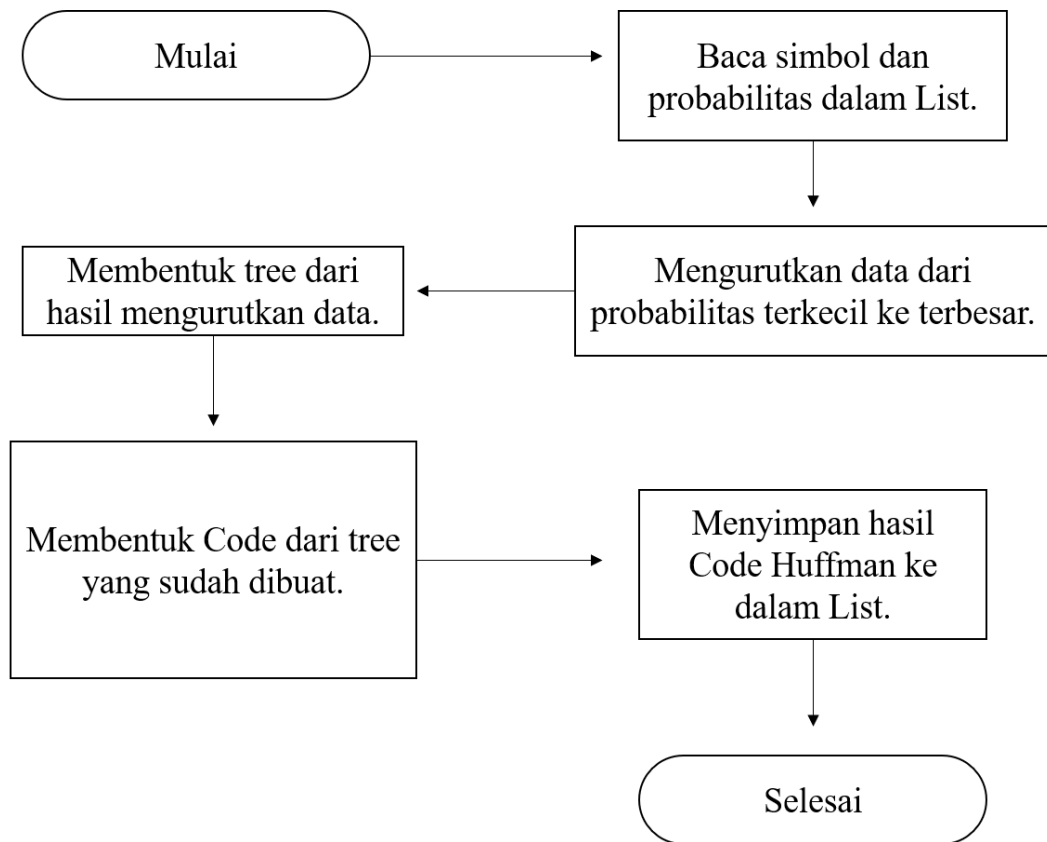 Mulai
Baca simbol dan
probabilitas dalam List.
Mengurutkan data dari
probabilitas terkecil ke terbesar.
Membentuk tree dari
hasil mengurutkan data.
Membentuk Code dari tree
yang sudah dibuat.
Menyimpan hasil
Code Huffman ke
dalam List.
Selesai